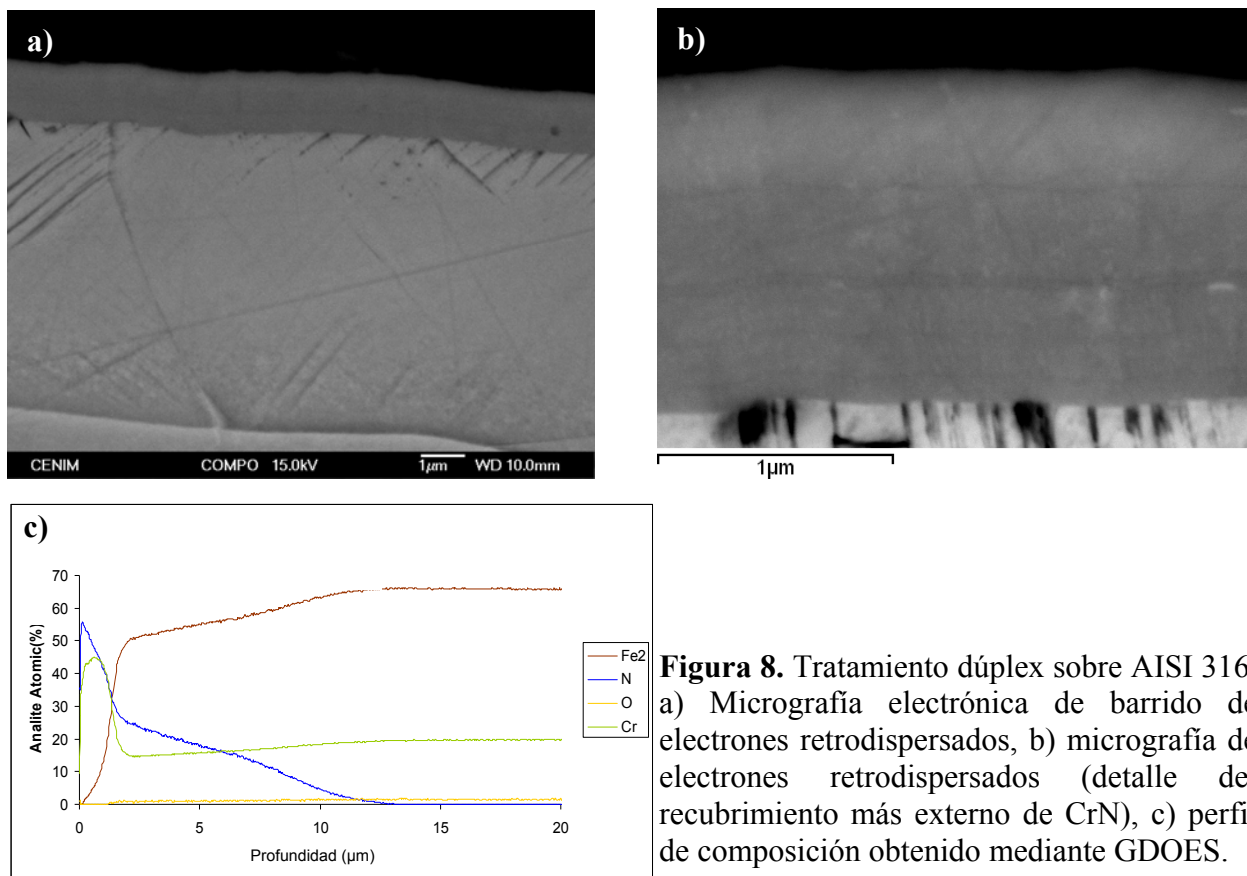 a)
CENIM COMPO 15.0kV 1µm WD 10.0mm
b)
1µm
c)
Analite Atomic(%)
70
60
50
40
30
20
10
0
0 5 10 15 20
Profundidad (µm)
Fe2
N
O
Cr
Figura 8. Tratamiento dúplex sobre AISI 316
a) Micrografía electrónica de barrido de
electrones retrodispersados, b) micrografía de
electrones retrodispersados (detalle de
recubrimiento más externo de CrN), c) perfi
de composición obtenido mediante GDOES.